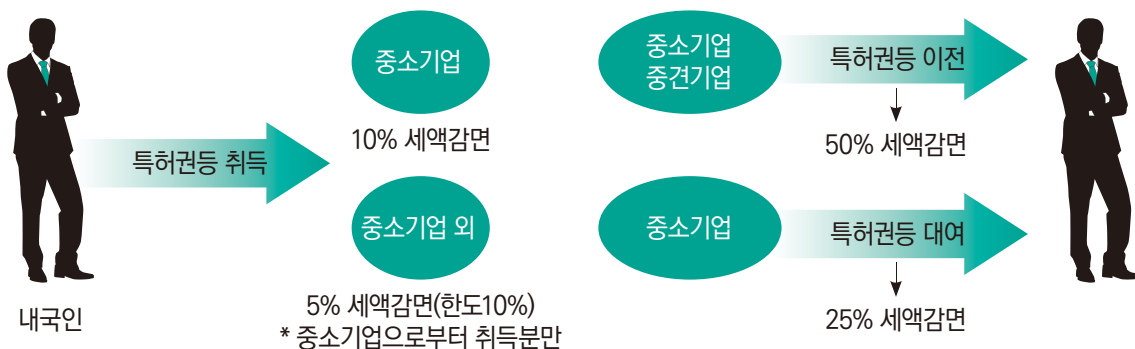 내국인
특허권등 취득
중소기업
10% 세액감면
중소기업 외
5% 세액감면(한도10%)
* 중소기업으로부터 취득분만
중소기업
중견기업
특허권등 이전
50% 세액감면
중소기업
특허권등 대여
25% 세액감면